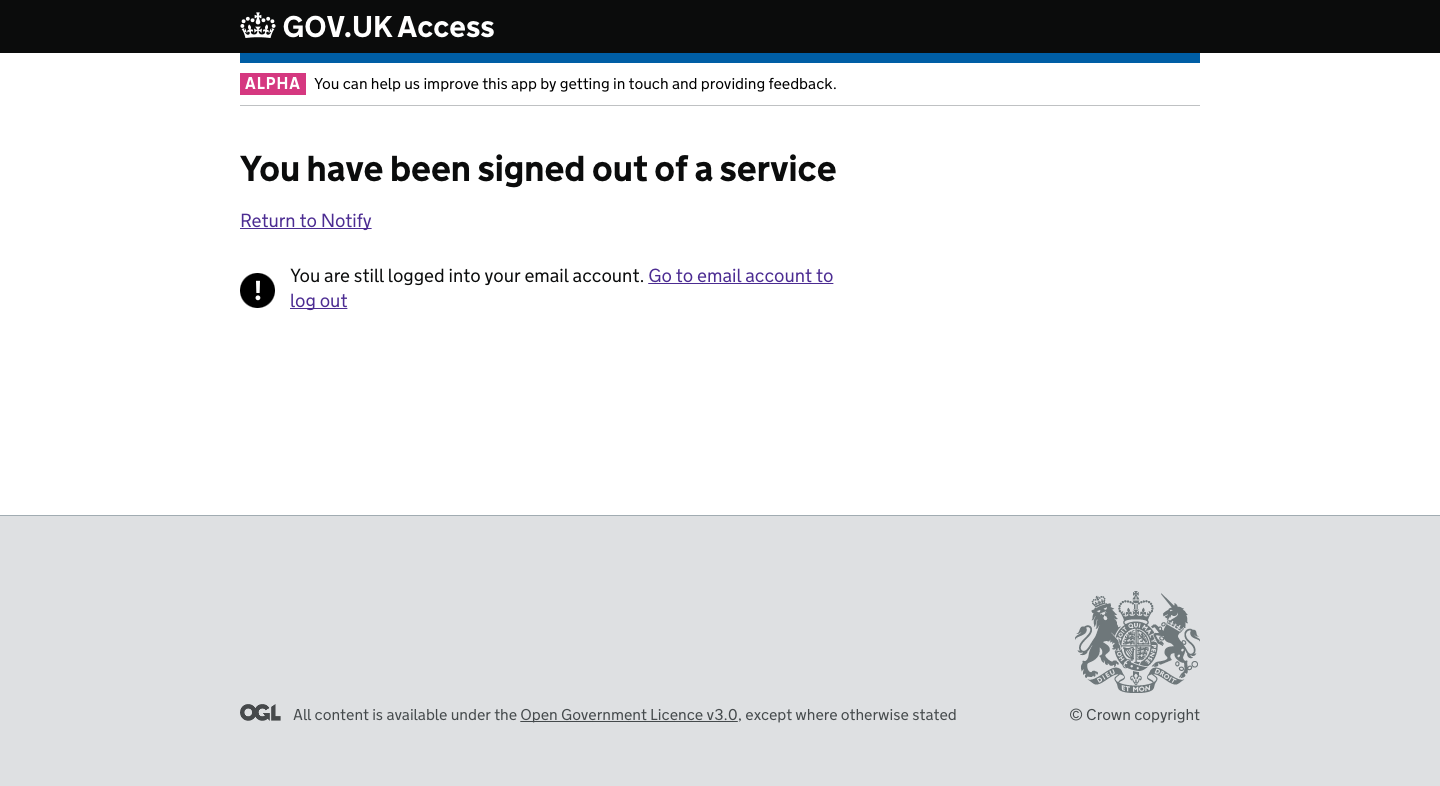 GOV.UK Access
ALPHA You can help us improve this app by getting in touch and providing feedback.
You have been signed out of a service
Return to Notify
You are still logged into your email account. Go to email account to
log out
OGL All content is available under the Open Government Licence v3.0, except where otherwise stated
DIEU ET MON DROIT
© Crown copyright